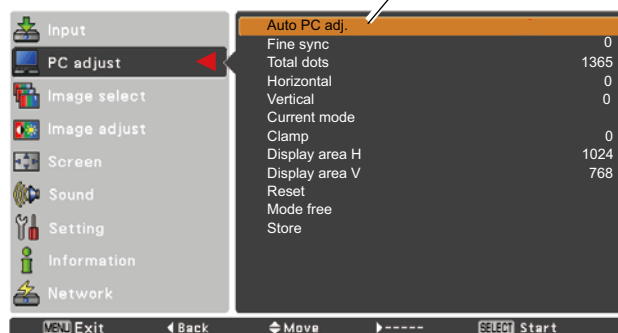 Input
PC adjust
Image select
Image adjust
Screen
Sound
Setting
Information
Network
Auto PC adj.
Fine sync 0
Total dots 1365
Horizontal 0
Vertical 0
Current mode
Clamp 0
Display area H 1024
Display area V 768
Reset
Mode free
Store
MENU Exit Back Move ----- SELECT Start